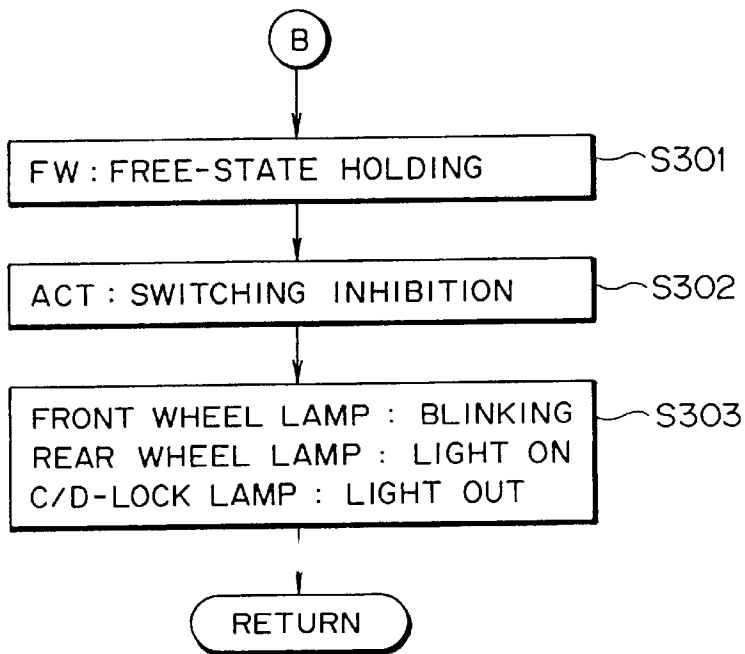 B
FW : FREE-STATE HOLDING
S301
ACT : SWITCHING INHIBITION
S302
FRONT WHEEL LAMP : BLINKING
REAR WHEEL LAMP : LIGHT ON
C/D-LOCK LAMP : LIGHT OUT
S303
RETURN